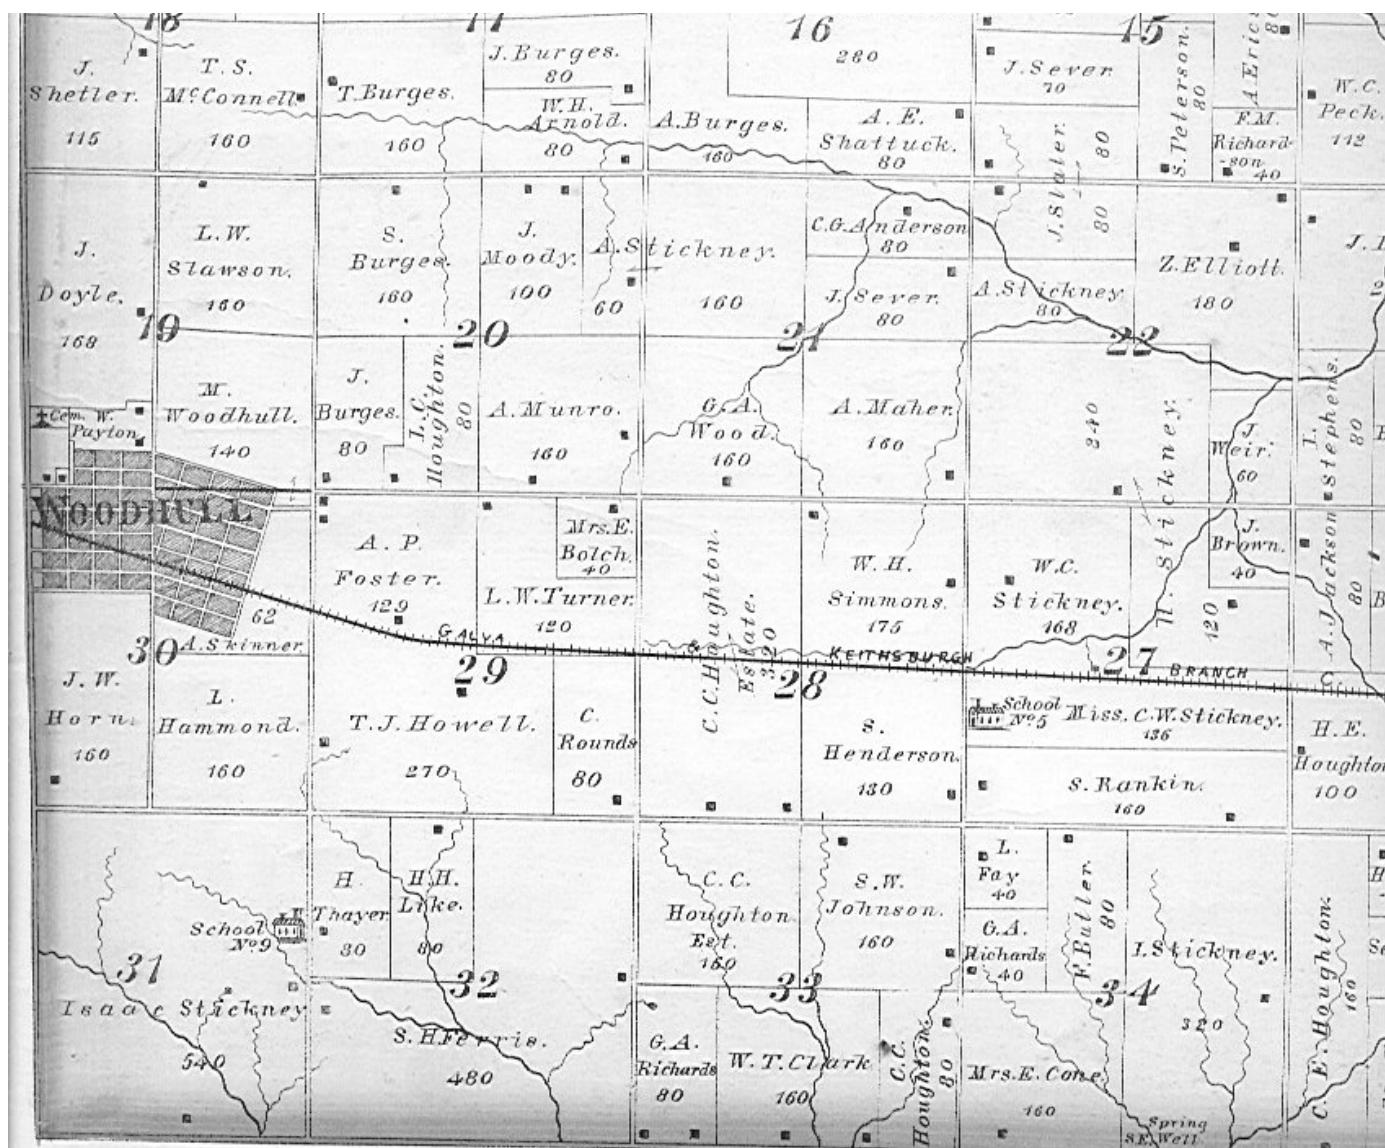 18
17
16
15
J.
Shetler.
115
T. S.
McConnell
160
T. Burges.
160
J. Burges.
80
W. H.
Arnold.
80
A. Burges.
160
280
A. E.
Shattuck.
80
J. Sever
70
J. Slater.
80
80
S. Peterson.
80
A. Eric
80
F. M.
Richard
-son
40
W. C.
Peck.
112
J.
Doyle.
168
19
L. W.
Slawson.
160
S.
Burges.
160
J.
Moody.
100
A. Stickney.
60
160
C. G. Anderson
80
J. Sever.
80
A. Stickney
80
Z. Elliott.
180
20
21
22
Cem.
W.
Payton.
M.
Woodhull.
140
J.
Burges.
80
L. C.
Houghton.
80
A. Munro.
160
G. A.
Wood.
160
A. Maher.
160
240
M. Stickney.
120
J.
Weir.
60
J.
Brown.
40
I.
Stephens.
80
C. A. Jackson
80
WOODHULL
62
A. Skinner
A. P.
Foster.
129
Mrs. E.
Bolch.
40
L. W. Turner.
120
C. C. Houghton
Estate.
320
W. H.
Simmons.
175
W. C.
Stickney.
168
GALVA
&
KEITHSBURGH
BRANCH
30
29
28
27
J. W.
Horn.
160
L.
Hammond.
160
T. J. Howell.
270
C.
Rounds
80
S.
Henderson.
130
School
No. 5
Miss. C. W. Stickney.
136
S. Rankin.
160
H. E.
Houghton
100
31
School
No. 9
Isaac Stickney
540
H
Thayer
30
H. H.
Like.
80
32
S. H. Ferris.
480
C. C.
Houghton
Est.
160
S. W.
Johnson.
160
33
G. A.
Richards
80
W. T. Clark
160
C. C.
Houghton.
80
L.
Fay
40
G. A.
Richards
40
F. Butler.
80
34
I. Stickney.
320
Mrs. E. Cone.
160
Spring
S.E. Well.
C. E. Houghton.
160